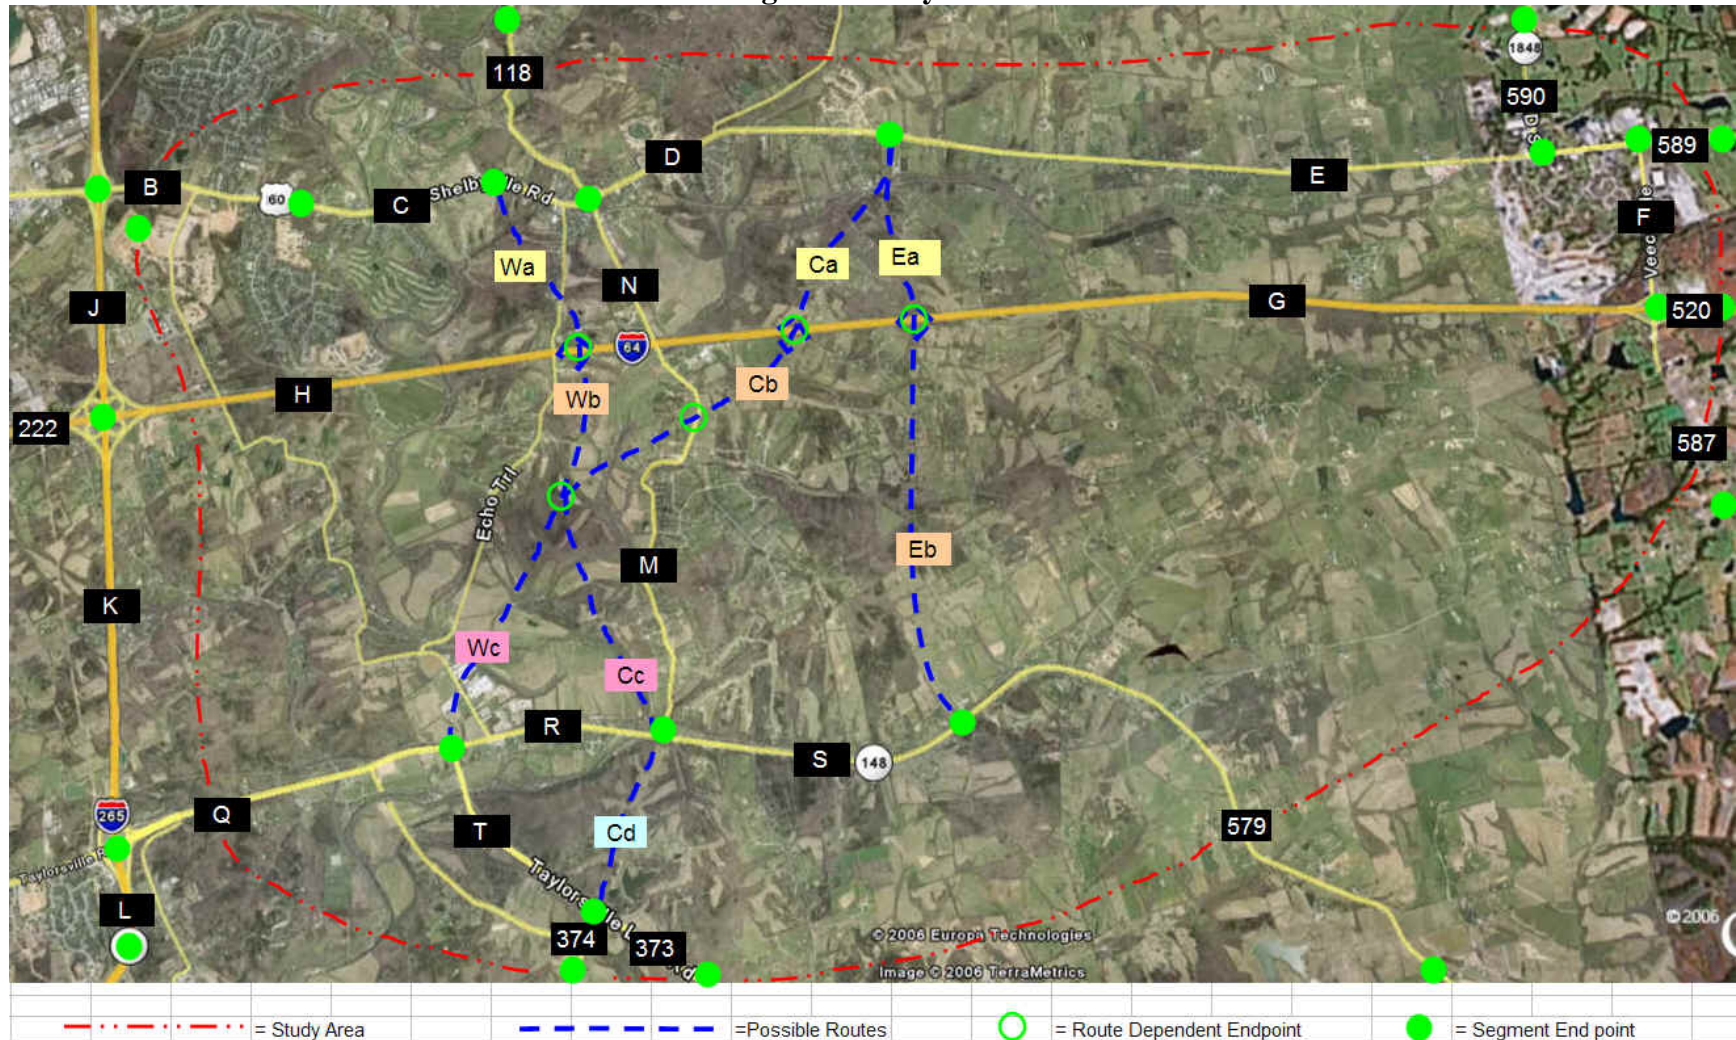 118
1848
590
D S
B
60
C
Shelbyville Rd
D
E
589
F
Veec
Wa
N
Ca
Ea
J
G
520
64
H
Wb
Cb
222
587
Echo Trl
M
Eb
K
Wc
Cc
R
S
148
265
Q
T
Cd
579
Taylorsville R
L
Taylorsville L
rd
374
373
© 2006 Europa Technologies
Image © 2006 TerraMetrics
© 2006
= Study Area
=Possible Routes
= Route Dependent Endpoint
= Segment End point